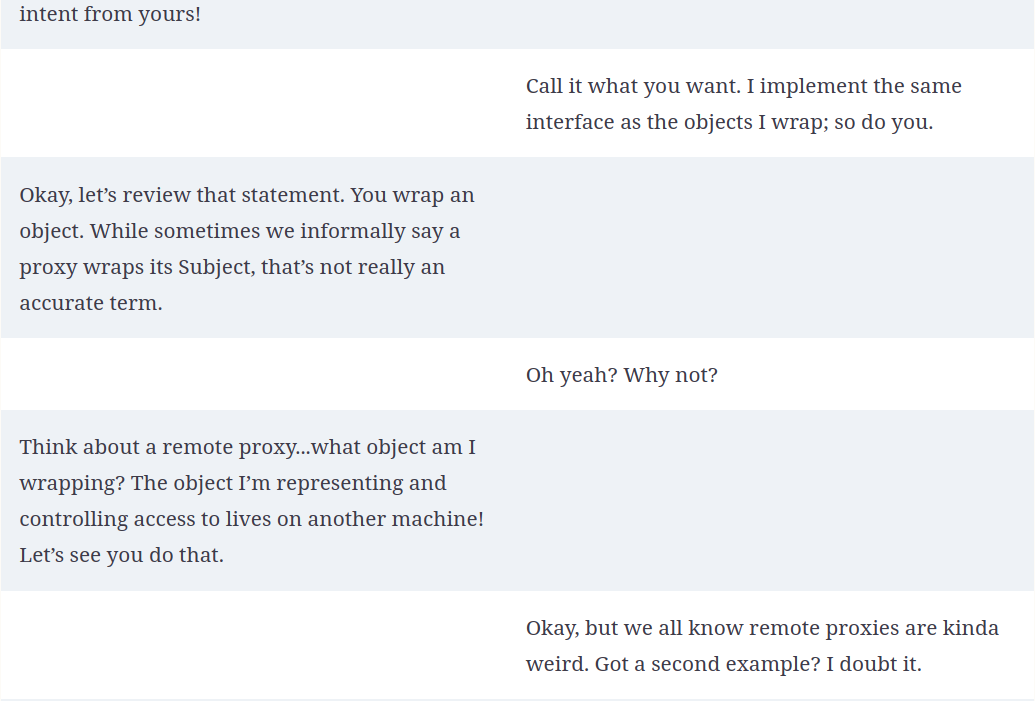 intent from yours!
Call it what you want. I implement the same
interface as the objects I wrap; so do you.
Okay, let’s review that statement. You wrap an
object. While sometimes we informally say a
proxy wraps its Subject, that’s not really an
accurate term.
Oh yeah? Why not?
Think about a remote proxy...what object am I
wrapping? The object I’m representing and
controlling access to lives on another machine!
Let’s see you do that.
Okay, but we all know remote proxies are kinda
weird. Got a second example? I doubt it.